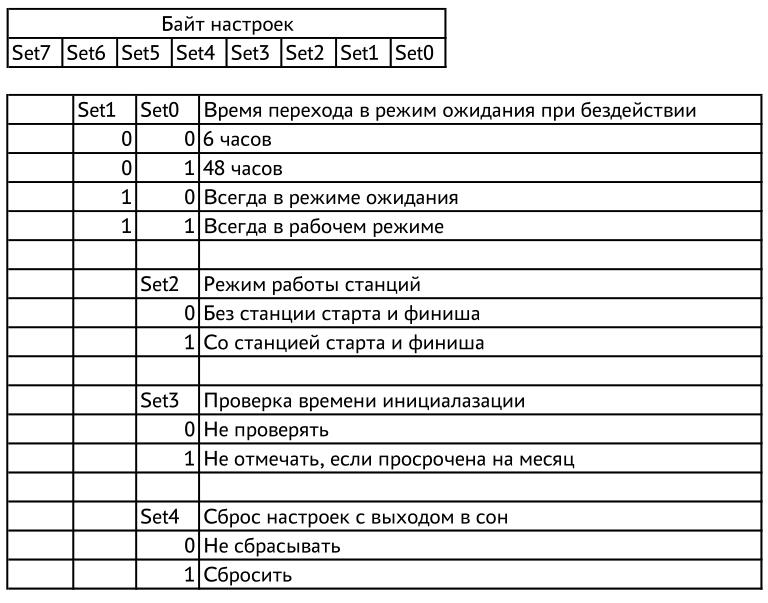 Байт настроек
Set7 Set6 Set5 Set4 Set3 Set2 Set1 Set0
Set1 Set0 Время перехода в режим ожидания при бездействии
0 0 6 часов
0 1 48 часов
1 0 Всегда в режиме ожидания
1 1 Всегда в рабочем режиме
Set2 Режим работы станций
0 Без станции старта и финиша
1 Со станцией старта и финиша
Set3 Проверка времени инициалазации
0 Не проверять
1 Не отмечать, если просрочена на месяц
Set4 Сброс настроек с выходом в сон
0 Не сбрасывать
1 Сбросить